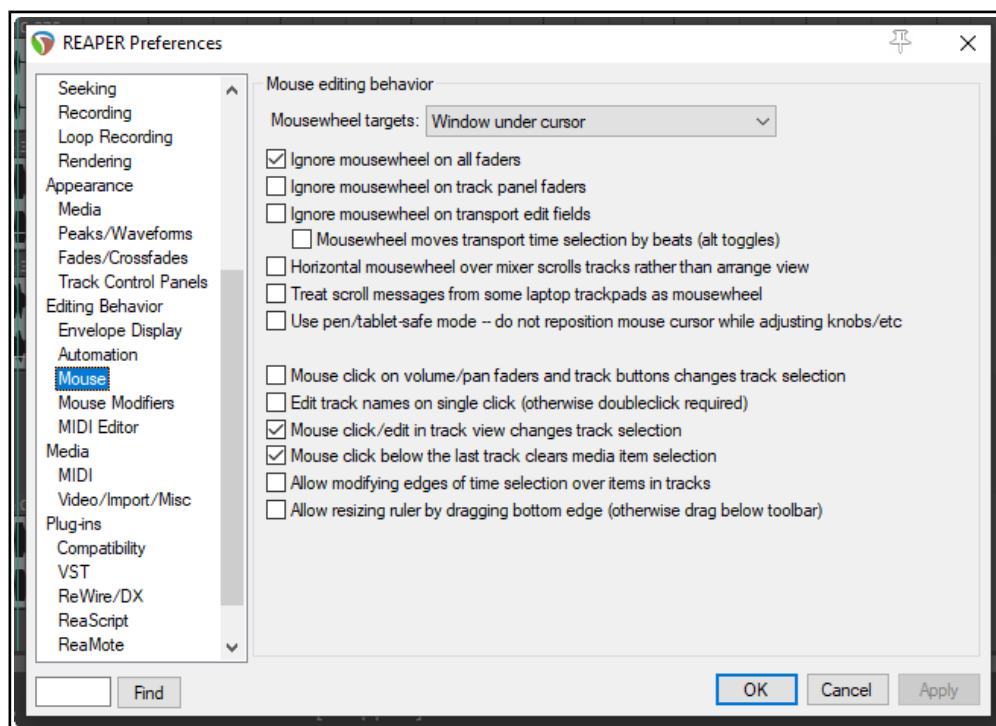 REAPER Preferences
Seeking
Recording
Loop Recording
Rendering
Appearance
Media
Peaks/Waveforms
Fades/Crossfades
Track Control Panels
Editing Behavior
Envelope Display
Automation
Mouse
Mouse Modifiers
MIDI Editor
Media
MIDI
Video/Import/Misc
Plug-ins
Compatibility
VST
ReWire/DX
ReaScript
ReaMote
Mouse editing behavior
Mousewheel targets: Window under cursor
Ignore mousewheel on all faders
Ignore mousewheel on track panel faders
Ignore mousewheel on transport edit fields
Mousewheel moves transport time selection by beats (alt toggles)
Horizontal mousewheel over mixer scrolls tracks rather than arrange view
Treat scroll messages from some laptop trackpads as mousewheel
Use pen/tablet-safe mode -- do not reposition mouse cursor while adjusting knobs/etc
Mouse click on volume/pan faders and track buttons changes track selection
Edit track names on single click (otherwise doubleclick required)
Mouse click/edit in track view changes track selection
Mouse click below the last track clears media item selection
Allow modifying edges of time selection over items in tracks
Allow resizing ruler by dragging bottom edge (otherwise drag below toolbar)
Find
OK
Cancel
Apply